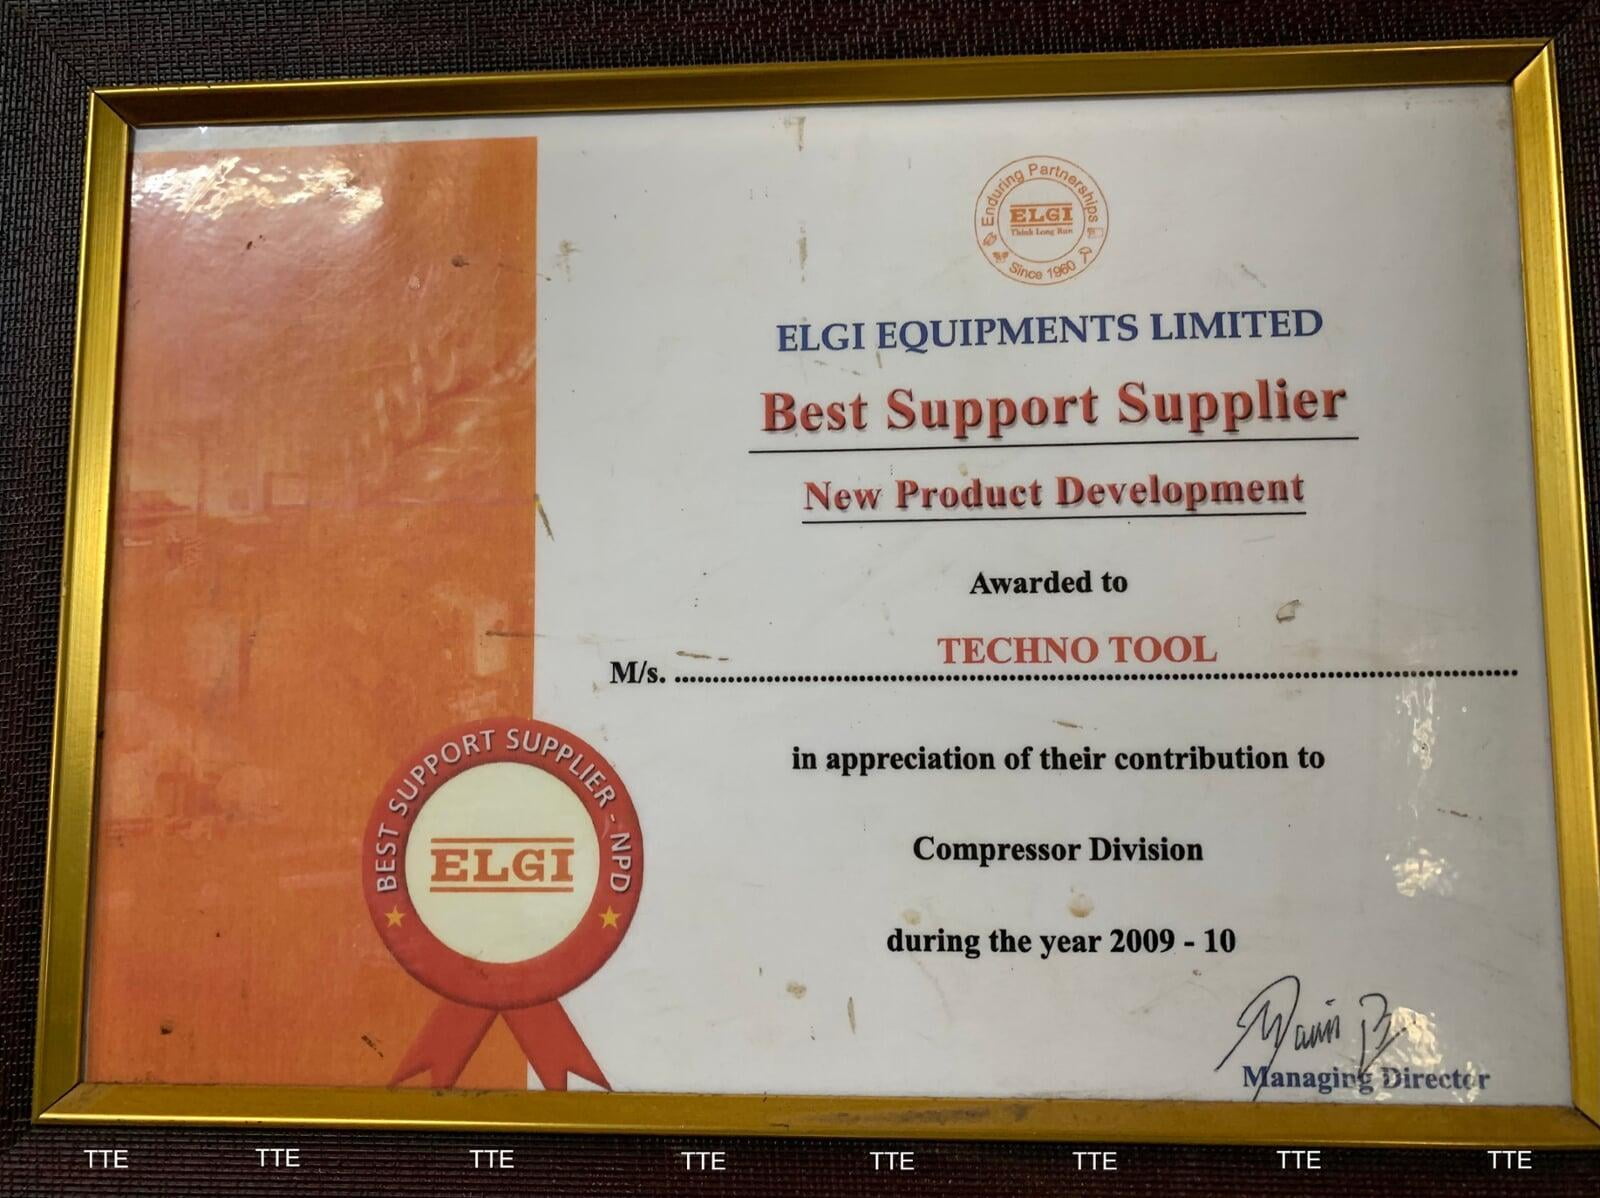 Enduring Partnerships
ELGI
Think Long Run
Since 1960
ELGI EQUIPMENTS LIMITED
Best Support Supplier
New Product Development
Awarded to
M/s. TECHNO TOOL
in appreciation of their contribution to
Compressor Division
during the year 2009 - 10
Managing Director
BEST SUPPORT SUPPLIER - NPD
ELGI
TTE TTE TTE TTE TTE TTE TTE TTE